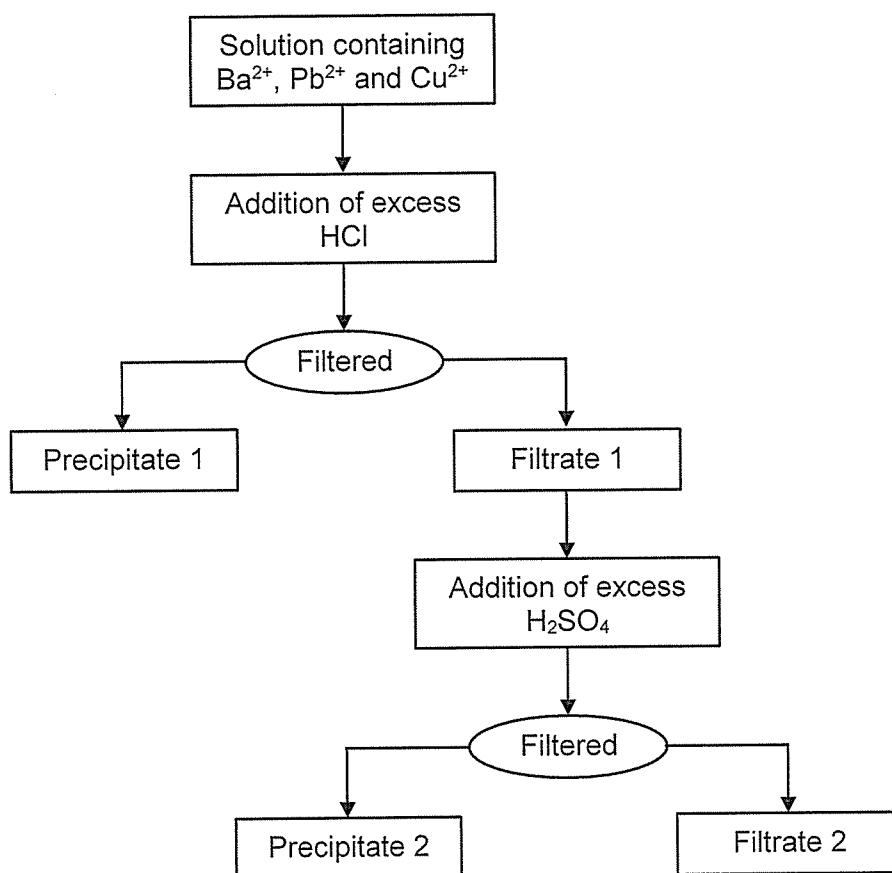 Solution containing
Ba²⁺, Pb²⁺ and Cu²⁺
Addition of excess
HCl
Filtered
Precipitate 1
Filtrate 1
Addition of excess
H₂SO₄
Filtered
Precipitate 2
Filtrate 2